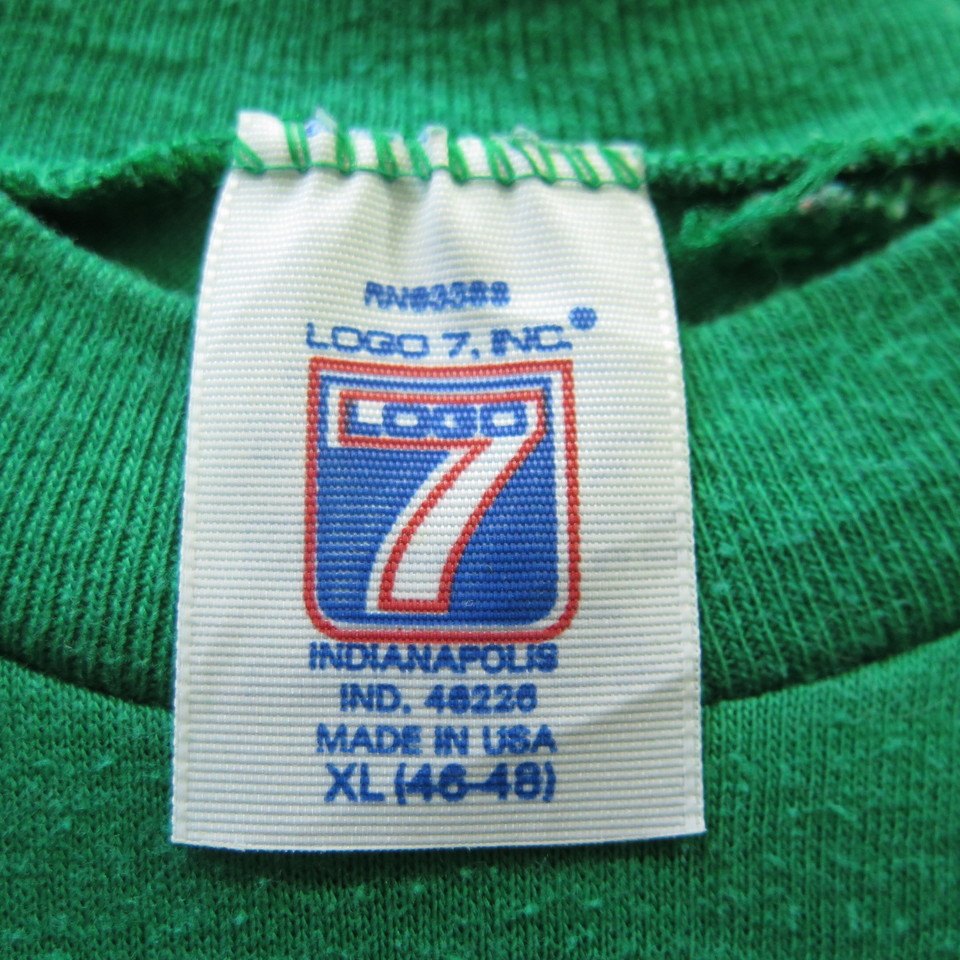 LOGO 7, INC.®
LOGO
7
INDIANAPOLIS
IND. 46226
MADE IN USA
XL (46-48)